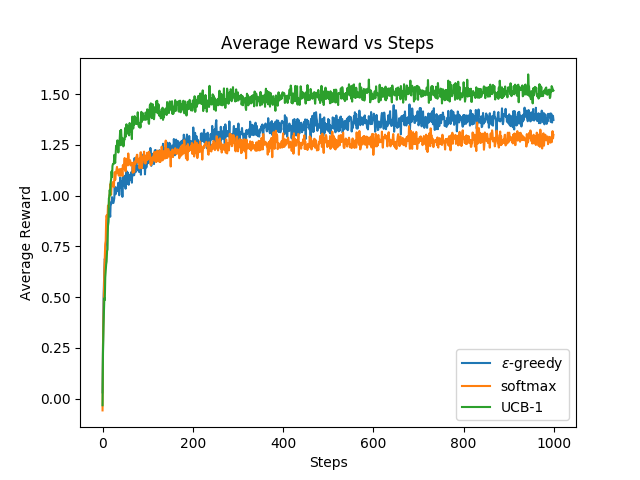 Average Reward vs Steps
Average Reward
1.50
1.25
1.00
0.75
0.50
0.25
0.00
0 200 400 600 800 1000
Steps
ε-greedy
softmax
UCB-1